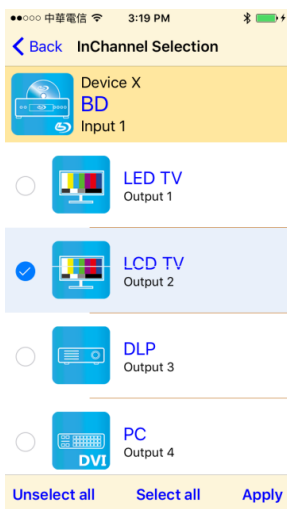 中華電信 3:19 PM
Back InChannel Selection
Device X
BD
Input 1
LED TV
Output 1
LCD TV
Output 2
DLP
Output 3
PC
Output 4
DVI
Unselect all Select all Apply